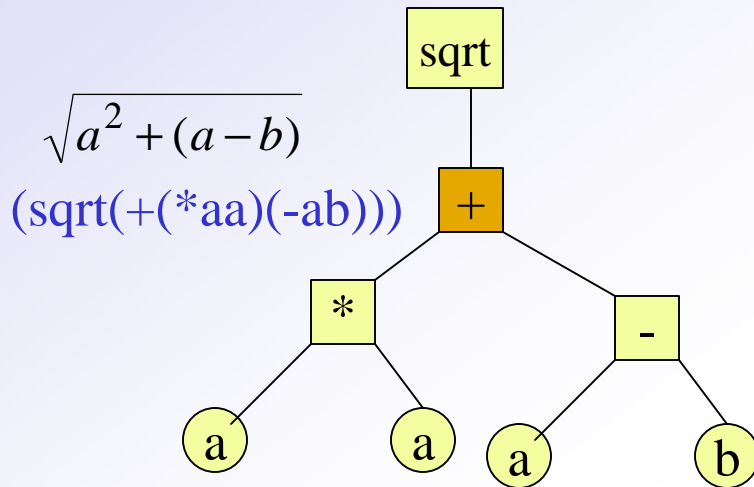 sqrt
√a² + (a − b)
(sqrt(+(*aa)(-ab)))
+
*
-
a
a
a
b